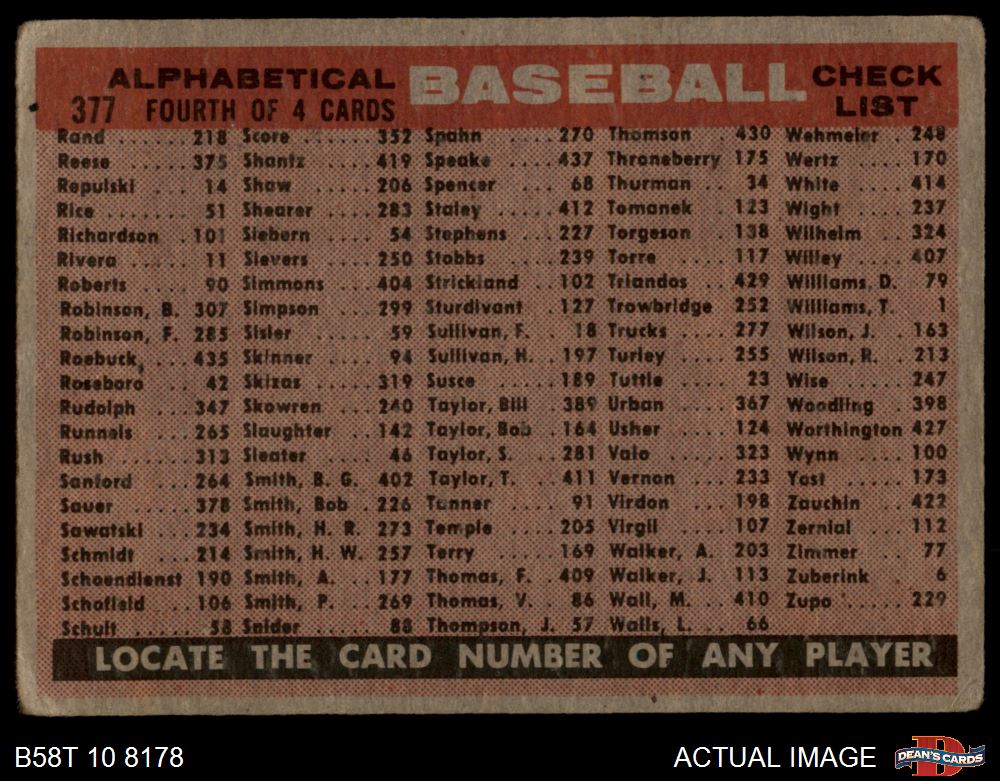 ALPHABETICAL BASEBALL CHECK
377 FOURTH OF 4 CARDS LIST
Rand ...... 218 Score ..... 352 Spahn ..... 270 Thomson .. 430 Wehmeier . 248
Reese ..... 375 Shantz .... 419 Speake .... 437 Throneberry 175 Wertz ..... 170
Repulski .. 14 Shaw ...... 206 Spencer ... 68 Thurman .. 34 White ..... 414
Rice ....... 51 Shearer ... 283 Staley ..... 412 Tomanek .. 123 Wight ..... 237
Richardson . 101 Siebern .... 54 Stephens ... 227 Torgeson .. 138 Wilhelm ... 324
Rivera ..... 11 Sievers .... 250 Stobbs ..... 239 Torre ..... 117 Willey ..... 407
Roberts ... 90 Simmons ... 404 Strickland .. 102 Triandos .. 429 Williams, D. 79
Robinson, B. 307 Simpson ... 299 Sturdivant .. 127 Trowbridge 252 Williams, T. 1
Robinson, F. 285 Sisler ..... 59 Sullivan, F. . 18 Trucks .... 277 Wilson, J. . 163
Roebuck, .. 435 Skinner .... 94 Sullivan, H. . 197 Turley .... 255 Wilson, R. . 213
Roseboro .. 42 Skizas ..... 319 Susce ...... 189 Tuttle .... 23 Wise ...... 247
Rudolph ... 347 Skowren ... 240 Taylor, Bill . 389 Urban .... 367 Woodling .. 398
Runnels ... 265 Slaughter .. 142 Taylor, Bob . 164 Usher .... 124 Worthington 427
Rush ...... 313 Sleater .... 46 Taylor, S. .. 281 Valo ..... 323 Wynn ..... 100
Sanford ... 264 Smith, B. G. 402 Taylor, T. .. 411 Vernon ... 233 Yost ...... 173
Sauer ..... 378 Smith, Bob . 226 Tanner .... 91 Virdon ... 198 Zauchin ... 422
Sawatski .. 234 Smith, H. R. 273 Temple .... 205 Virgil .... 107 Zernial .... 112
Schmidt ... 214 Smith, H. W. 257 Terry ...... 169 Walker, A. 203 Zimmer ... 77
Schoendienst 190 Smith, A. .. 177 Thomas, F. . 409 Walker, J. 113 Zuberink .. 6
Schofield ... 106 Smith, P. .. 269 Thomas, V. . 86 Wall, M. .. 410 Zupo ..... 229
Schult ..... 58 Snider .... 88 Thompson, J. 57 Walls, L. .. 66
LOCATE THE CARD NUMBER OF ANY PLAYER
B58T 10 8178 ACTUAL IMAGE D DEAN'S CARDS